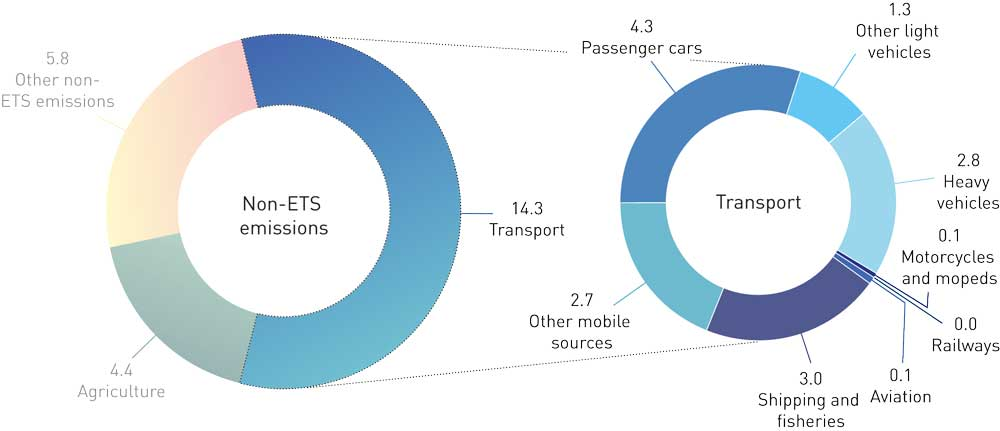 5.8
Other non-
ETS emissions
Non-ETS
emissions
14.3
Transport
4.4
Agriculture
4.3
Passenger cars
1.3
Other light
vehicles
2.8
Heavy
vehicles
0.1
Motorcycles
and mopeds
0.0
Railways
0.1
Aviation
3.0
Shipping and
fisheries
2.7
Other mobile
sources
Transport